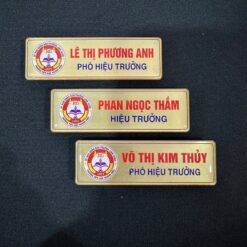 LÊ THỊ PHƯƠNG ANH
PHÓ HIỆU TRƯỞNG
PHAN NGỌC THẮM
HIỆU TRƯỞNG
VÕ THỊ KIM THỦY
PHÓ HIỆU TRƯỞNG